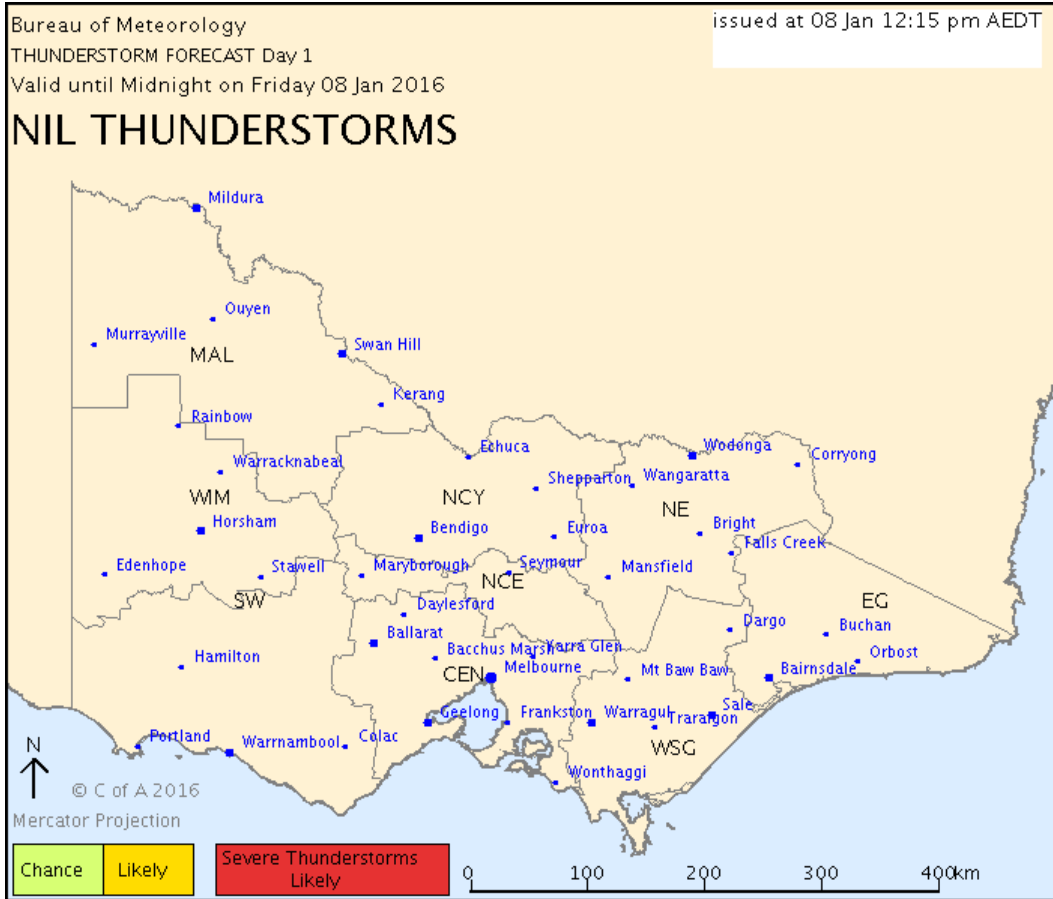 Bureau of Meteorology
issued at 08 Jan 12:15 pm AEDT
THUNDERSTORM FORECAST Day 1
Valid until Midnight on Friday 08 Jan 2016
NIL THUNDERSTORMS
Mildura
Ouyen
Murrayville
Swan Hill
MAL
Kerang
Rainbow
Echuca
Wodonga
Corryong
Warracknabeal
Shepparton
Wangaratta
WIM
NCY
NE
Horsham
Bendigo
Euroa
Bright
Falls Creek
Edenhope
Stawell
Maryborough
Seymour
Mansfield
NCE
SW
EG
Daylesford
Dargo
Buchan
Ballarat
Bacchus Marsh
Yarra Glen
Orbost
Hamilton
CEN
Melbourne
Mt Baw Baw
Bairnsdale
Geelong
Frankston
Warragul
Traralgon
Sale
Portland
Warrnambool
Colac
WSG
N
Wonthaggi
© C of A 2016
Mercator Projection
Chance
Likely
Severe Thunderstorms
Likely
0 100 200 300 400km